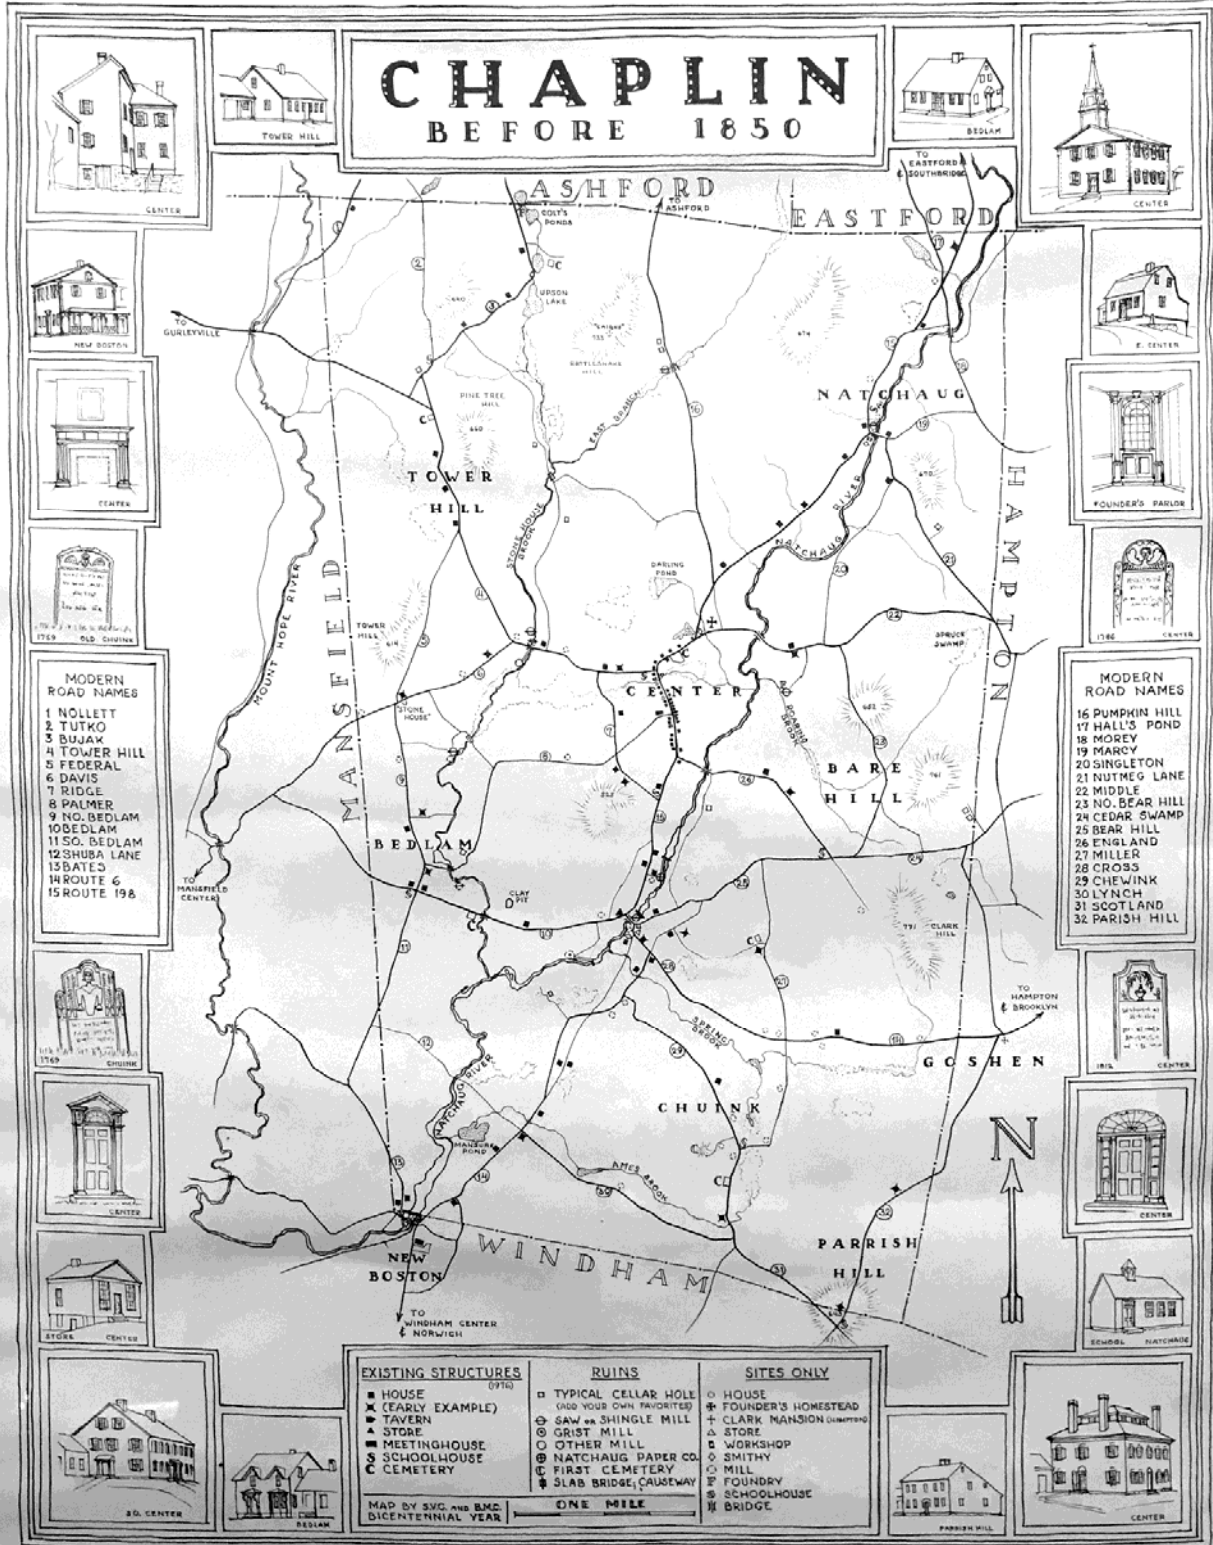 CHAPLIN
BEFORE 1850
CENTER
TOWER HILL
BEDLAM
CENTER
TO
EASTFORD
& SOUTHBRIDGE
ASHFORD
TO
ASHFORD
EASTFORD
COLT'S
PONDS
UPSON
LAKE
TO
GURLEYVILLE
NEW BOSTON
E. CENTER
RATTLESNAKE
HILL
NATCHAUG
PINE TREE
HILL
EAST BRANCH
CENTER
FOUNDER'S PARLOR
TOWER
HILL
STONE HOUSE
BROOK
NATCHAUG RIVER
HAMPTON
MANSFIELD
MOUNT HOPE RIVER
DARLING
POND
TOWER
HILL
SPRUCE
SWAMP
1769 OLD CHUINK
1786 CENTER
"STONE
HOUSE"
CENTER
ROARING
BROOK
BARE
HILL
MODERN
ROAD NAMES
1 NOLLETT
2 TUTKO
3 BUJAK
4 TOWER HILL
5 FEDERAL
6 DAVIS
7 RIDGE
8 PALMER
9 NO. BEDLAM
10 BEDLAM
11 SO. BEDLAM
12 SHUBA LANE
13 BATES
14 ROUTE 6
15 ROUTE 198
MODERN
ROAD NAMES
16 PUMPKIN HILL
17 HALL'S POND
18 MOREY
19 MARCY
20 SINGLETON
21 NUTMEG LANE
22 MIDDLE
23 NO. BEAR HILL
24 CEDAR SWAMP
25 BEAR HILL
26 ENGLAND
27 MILLER
28 CROSS
29 CHEWINK
30 LYNCH
31 SCOTLAND
32 PARISH HILL
BEDLAM
TO
MANSFIELD
CENTER
CLAY
PIT
CLARK
HILL
TO
HAMPTON
& BROOKLYN
SPRING
BROOK
GOSHEN
1769 CHUINK
1812 CENTER
NATCHAUG RIVER
CHUINK
MANSURE
POND
AMES BROOK
N
CENTER
CENTER
WINDHAM
PARRISH
HILL
NEW
BOSTON
TO
WINDHAM CENTER
& NORWICH
STORE CENTER
SCHOOL NATCHAUG
EXISTING STRUCTURES
(1976)
HOUSE
(EARLY EXAMPLE)
TAVERN
STORE
MEETINGHOUSE
S SCHOOLHOUSE
C CEMETERY
MAP BY S.V.G. AND B.M.C.
BICENTENNIAL YEAR
RUINS
TYPICAL CELLAR HOLE
(ADD YOUR OWN FAVORITES)
SAW OR SHINGLE MILL
GRIST MILL
OTHER MILL
NATCHAUG PAPER CO.
FIRST CEMETERY
SLAB BRIDGE, CAUSEWAY
ONE MILE
SITES ONLY
HOUSE
FOUNDER'S HOMESTEAD
CLARK MANSION (HAMPTON)
STORE
WORKSHOP
SMITHY
MILL
FOUNDRY
SCHOOLHOUSE
BRIDGE
SO. CENTER
BEDLAM
PARRISH HILL
CENTER